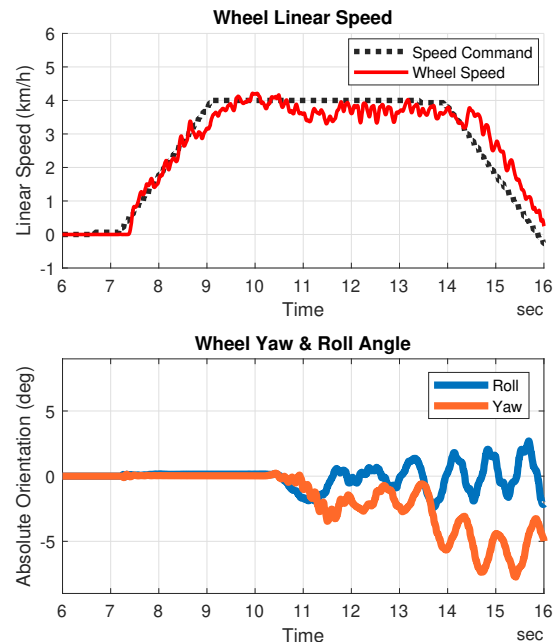 Wheel Linear Speed
Linear Speed (km/h)
6
5
4
3
2
1
0
-1
Speed Command
Wheel Speed
6 7 8 9 10 11 12 13 14 15 16
Time
sec
Wheel Yaw & Roll Angle
Absolute Orientation (deg)
5
0
-5
Roll
Yaw
6 7 8 9 10 11 12 13 14 15 16
Time
sec